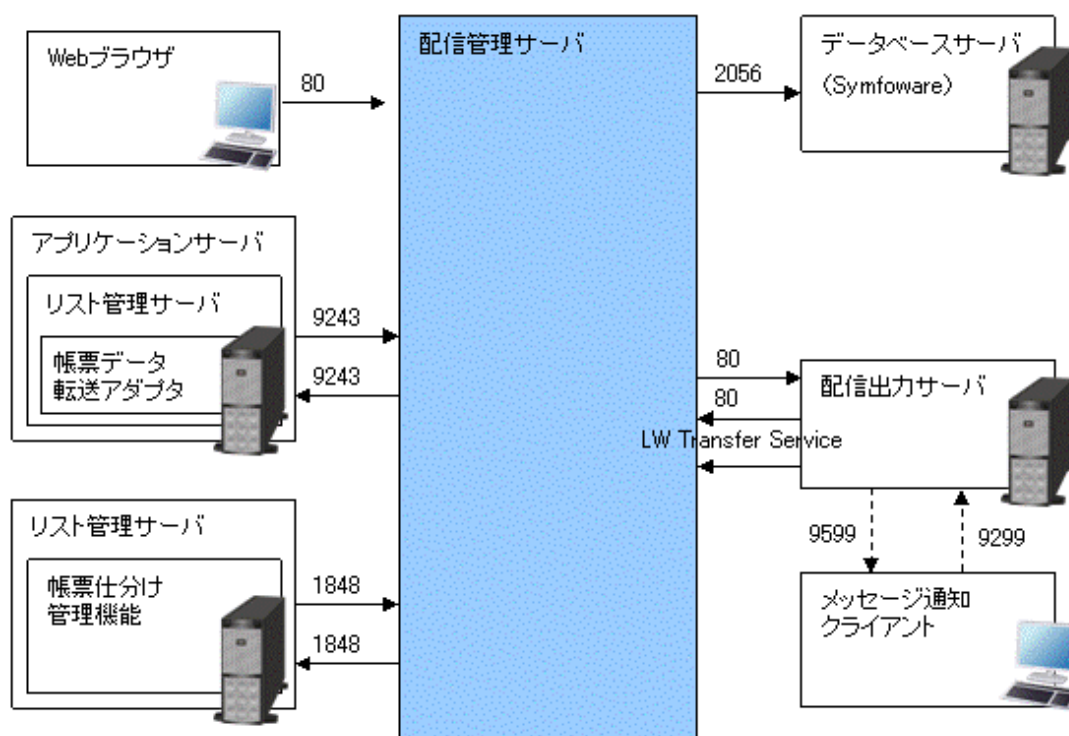 Webブラウザ
80
配信管理サーバ
2056
データベースサーバ
（Symfoware）
アプリケーションサーバ
リスト管理サーバ
帳票データ
転送アダプタ
9243
9243
80
80
LW Transfer Service
配信出力サーバ
9599
9299
リスト管理サーバ
帳票仕分け
管理機能
1848
1848
メッセージ通知
クライアント